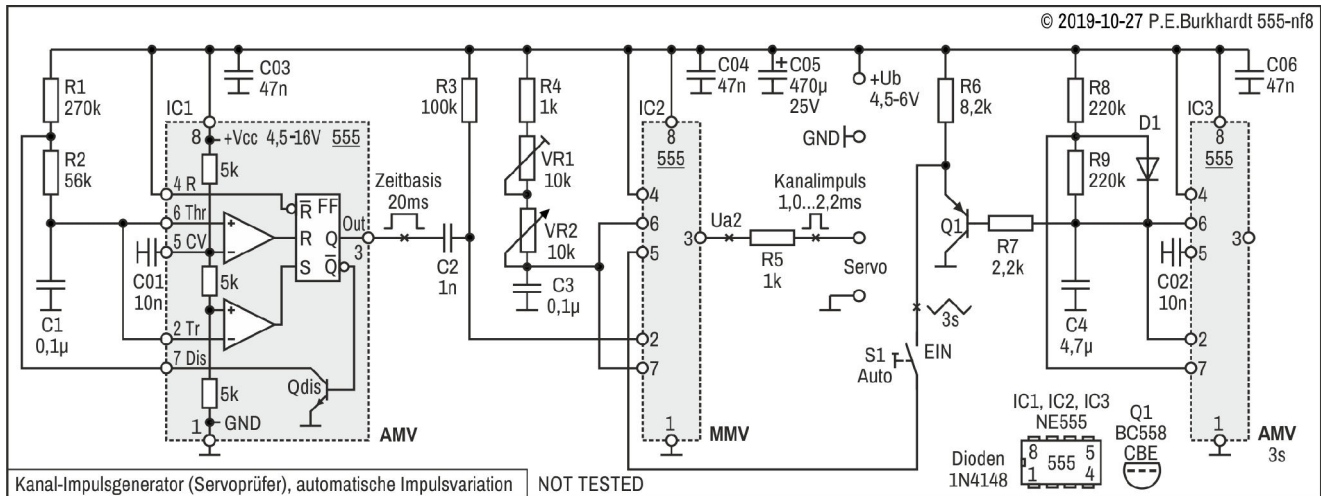 © 2019-10-27 P.E.Burkhardt 555-nf8
R1
270k
R2
56k
C1
0,1µ
C01
10n
C03
47n
IC1
8
+Vcc 4,5-16V 555
5k
4 R
6 Thr
5 CV
5k
2 Tr
7 Dis
5k
1
GND
R̅ FF
R Q
S Q̅
Out
3
Qdis
AMV
Zeitbasis
20ms
C2
1n
R3
100k
R4
1k
VR1
10k
VR2
10k
C3
0,1µ
IC2
8
555
4
6
5
3
2
7
1
MMV
C04
47n
C05
+
470µ
25V
+Ub
4,5-6V
GND
Kanalimpuls
1,0...2,2ms
Ua2
R5
1k
Servo
R6
8,2k
Q1
R7
2,2k
3s
S1
Auto
EIN
R8
220k
R9
220k
D1
C4
4,7µ
C02
10n
C06
47n
IC3
8
555
4
6
5
3
2
7
1
AMV
3s
IC1, IC2, IC3
NE555
8 5
555
1 4
Dioden
1N4148
Q1
BC558
CBE
Kanal-Impulsgenerator (Servoprüfer), automatische Impulsvariation
NOT TESTED